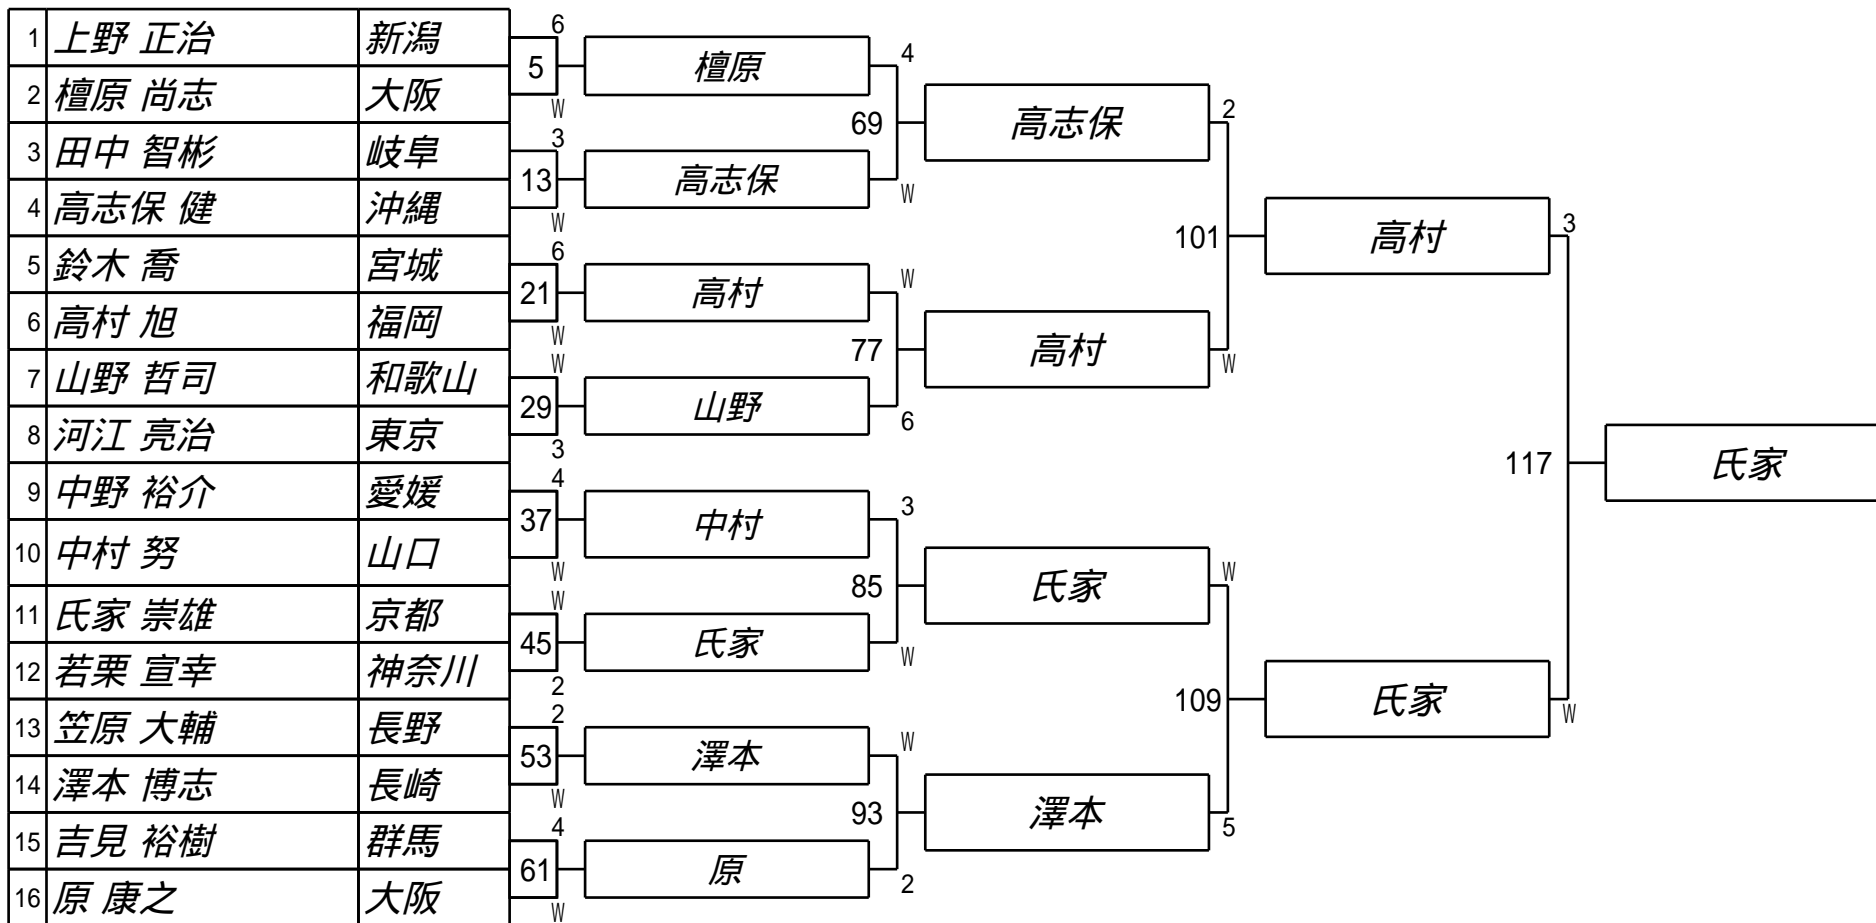 1 上野 正治 新潟
2 檀原 尚志 大阪
3 田中 智彬 岐阜
4 高志保 健 沖縄
5 鈴木 喬 宮城
6 高村 旭 福岡
7 山野 哲司 和歌山
8 河江 亮治 東京
9 中野 裕介 愛媛
10 中村 努 山口
11 氏家 崇雄 京都
12 若栗 宣幸 神奈川
13 笠原 大輔 長野
14 澤本 博志 長崎
15 吉見 裕樹 群馬
16 原 康之 大阪
6
5
W
3
13
W
6
21
W
W
29
3
4
37
W
W
45
2
2
53
W
4
61
W
檀原
高志保
高村
山野
中村
氏家
澤本
原
4
69
W
W
77
6
3
85
W
W
93
2
高志保
高村
氏家
澤本
2
101
W
W
109
5
高村
氏家
3
117
W
氏家